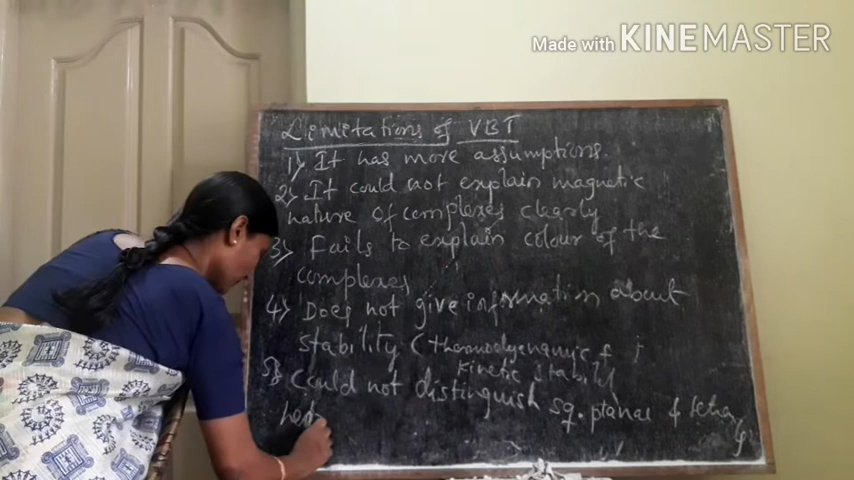 Made with KINEMASTER
Limitations of VBT
1) It has more assumptions.
2) It could not explain magnetic
nature of complexes clearly
3) Fails to explain colour of the
complexes
4) Does not give information about
stability (thermodygnamic &
kinetic stabili
5) Could not distinguish sq. planar & tetra
hed